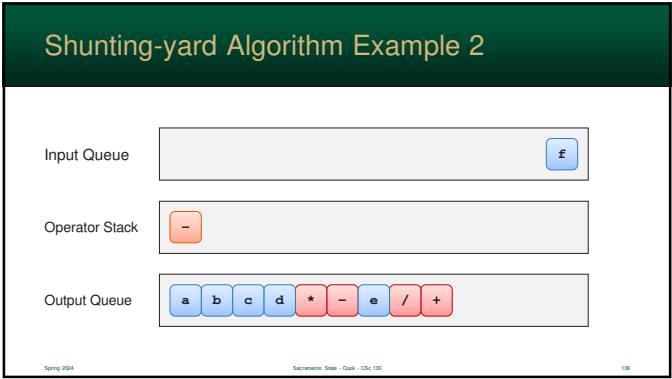 Shunting-yard Algorithm Example 2
Input Queue f
Operator Stack –
Output Queue a b c d * – e / +
Spring 2024 Sacramento State - Cook - CSc 130 136